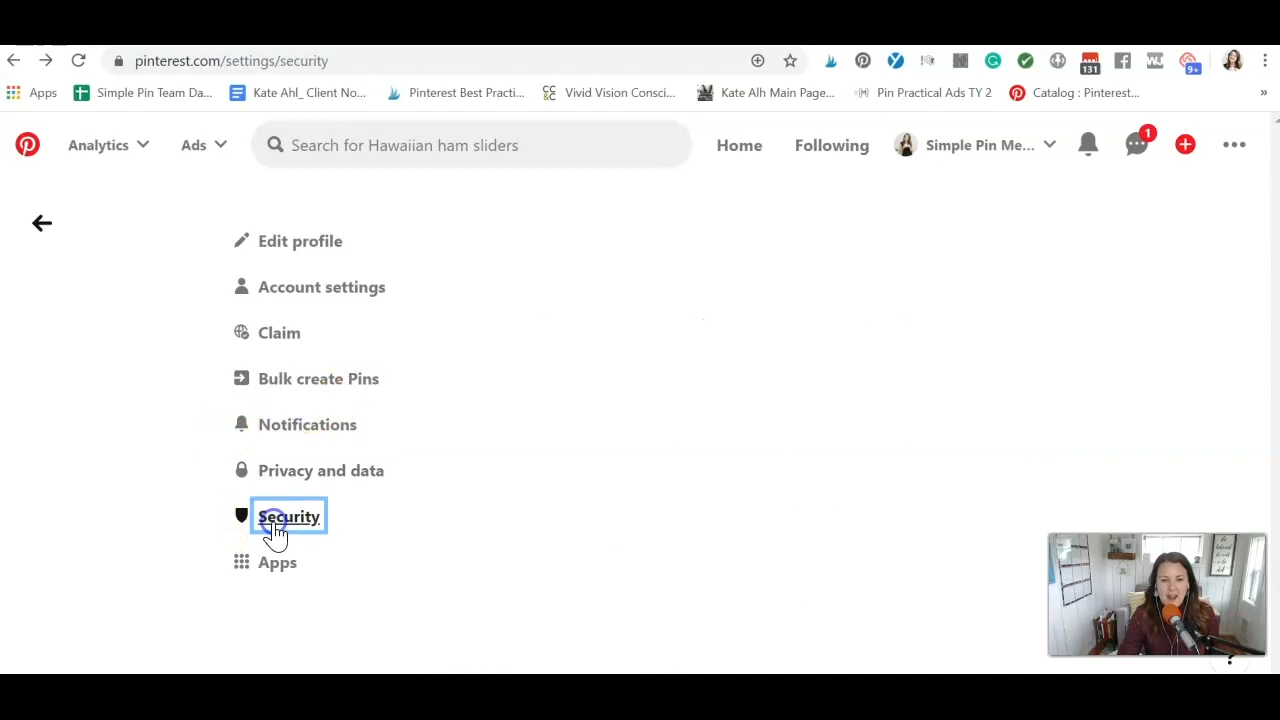 pinterest.com/settings/security
131
9+
Apps
Simple Pin Team Da...
Kate Ahl_ Client No...
Pinterest Best Practi...
Vivid Vision Consci...
Kate Alh Main Page...
Pin Practical Ads TY 2
Catalog : Pinterest...
»
Analytics
Ads
Search for Hawaiian ham sliders
Home
Following
Simple Pin Me...
1
Edit profile
Account settings
Claim
Bulk create Pins
Notifications
Privacy and data
Security
Apps
?